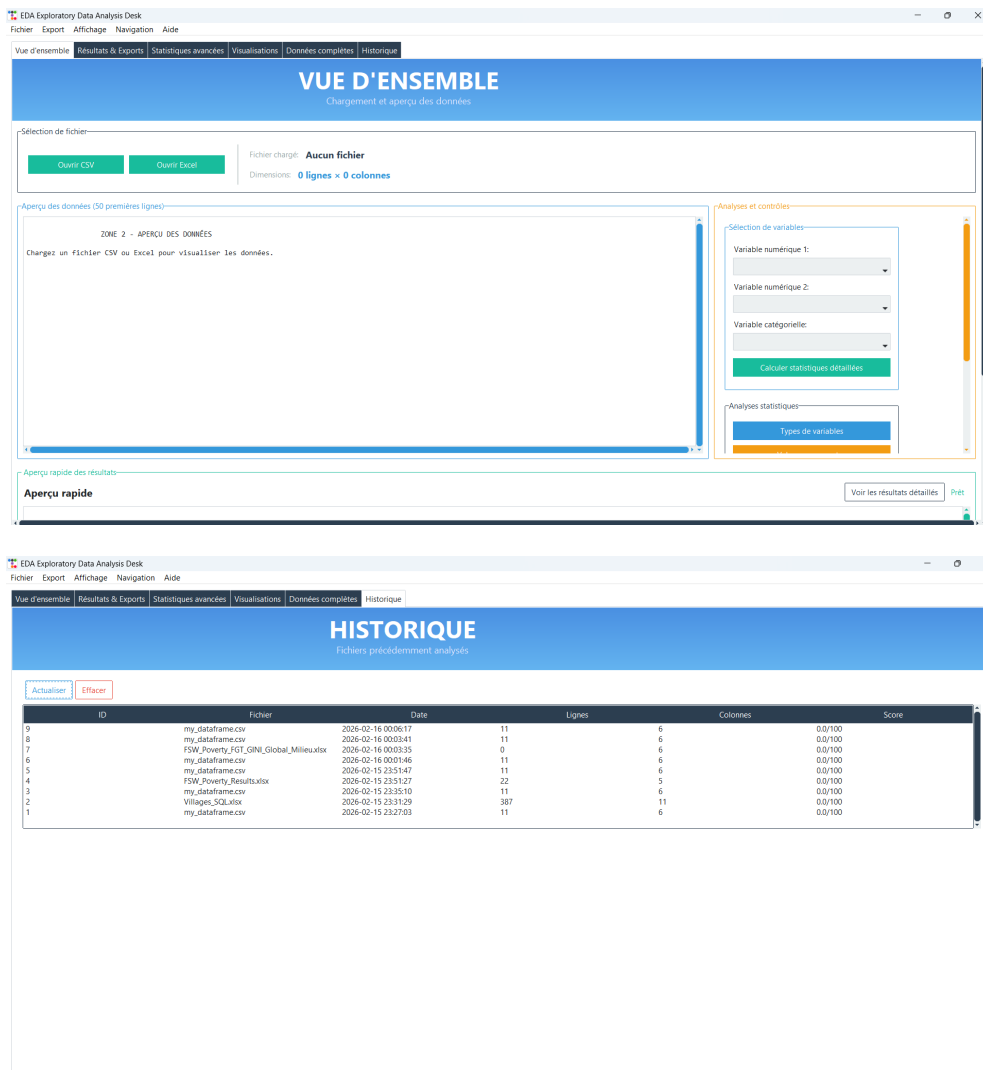 EDA Exploratory Data Analysis Desk
Fichier Export Affichage Navigation Aide
Vue d'ensemble Résultats & Exports Statistiques avancées Visualisations Données complètes Historique
VUE D'ENSEMBLE
Chargement et aperçu des données
Sélection de fichier
Ouvrir CSV Ouvrir Excel
Fichier chargé: Aucun fichier
Dimensions: 0 lignes × 0 colonnes
Aperçu des données (50 premières lignes)
ZONE 2 - APERÇU DES DONNÉES
Chargez un fichier CSV ou Excel pour visualiser les données.
Analyses et contrôles
Sélection de variables
Variable numérique 1:
Variable numérique 2:
Variable catégorielle:
Calculer statistiques détaillées
Analyses statistiques
Types de variables
Aperçu rapide des résultats
Aperçu rapide
Voir les résultats détaillés Prêt
EDA Exploratory Data Analysis Desk
Fichier Export Affichage Navigation Aide
Vue d'ensemble Résultats & Exports Statistiques avancées Visualisations Données complètes Historique
HISTORIQUE
Fichiers précédemment analysés
Actualiser Effacer
ID Fichier Date Lignes Colonnes Score
9 my_dataframe.csv 2026-02-16 00:06:17 11 6 0.0/100
8 my_dataframe.csv 2026-02-16 00:03:41 11 6 0.0/100
7 FSW_Poverty_FGT_GINI_Global_Milieu.xlsx 2026-02-16 00:03:35 0 6 0.0/100
6 my_dataframe.csv 2026-02-16 00:01:46 11 6 0.0/100
5 my_dataframe.csv 2026-02-15 23:51:47 11 6 0.0/100
4 FSW_Poverty_Results.xlsx 2026-02-15 23:51:27 22 5 0.0/100
3 my_dataframe.csv 2026-02-15 23:35:10 11 6 0.0/100
2 Villages_SQL.xlsx 2026-02-15 23:31:29 387 11 0.0/100
1 my_dataframe.csv 2026-02-15 23:27:03 11 6 0.0/100